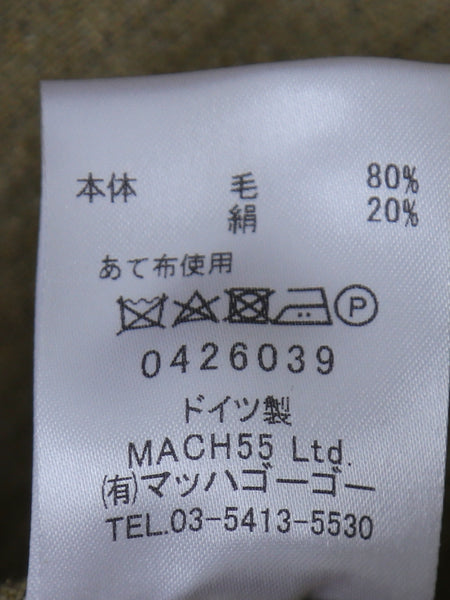 本体 毛 80%
絹 20%
あて布使用
P
0426039
ドイツ製
MACH55 Ltd.
(有)マッハゴーゴー
TEL.03-5413-5530